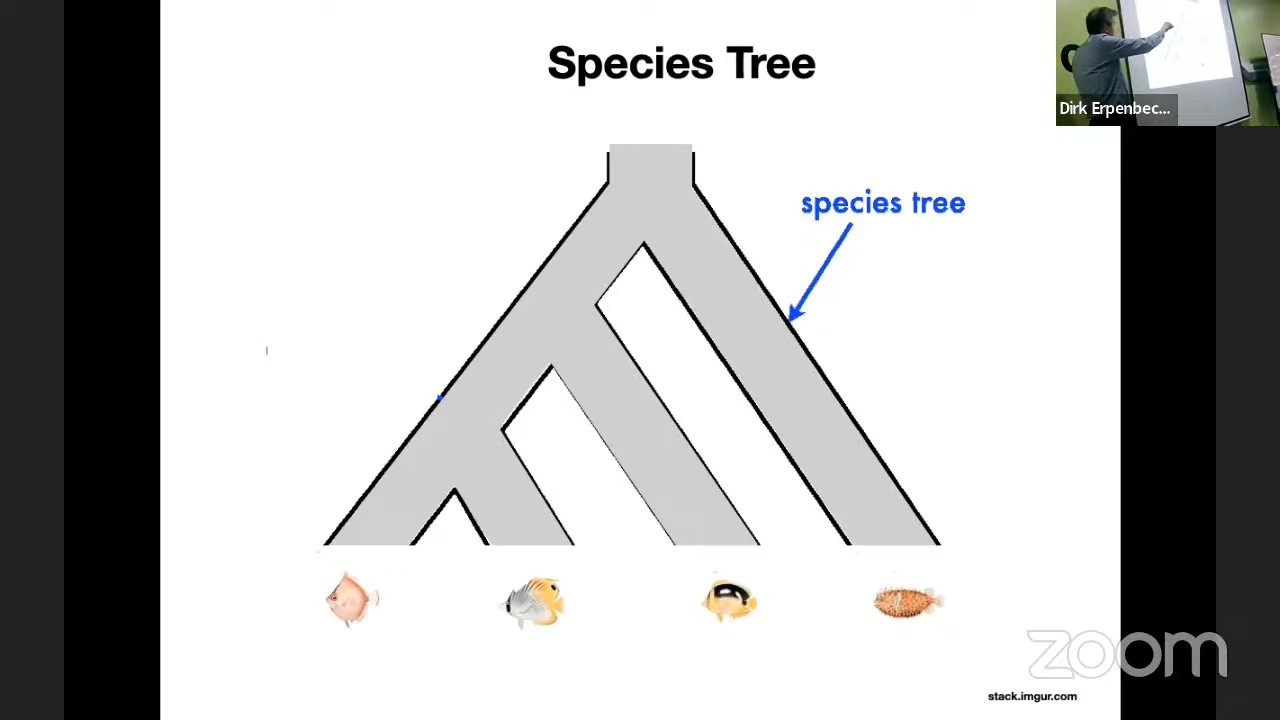 Species Tree
Dirk Erpenbec...
species tree
zoom
stack.imgur.com